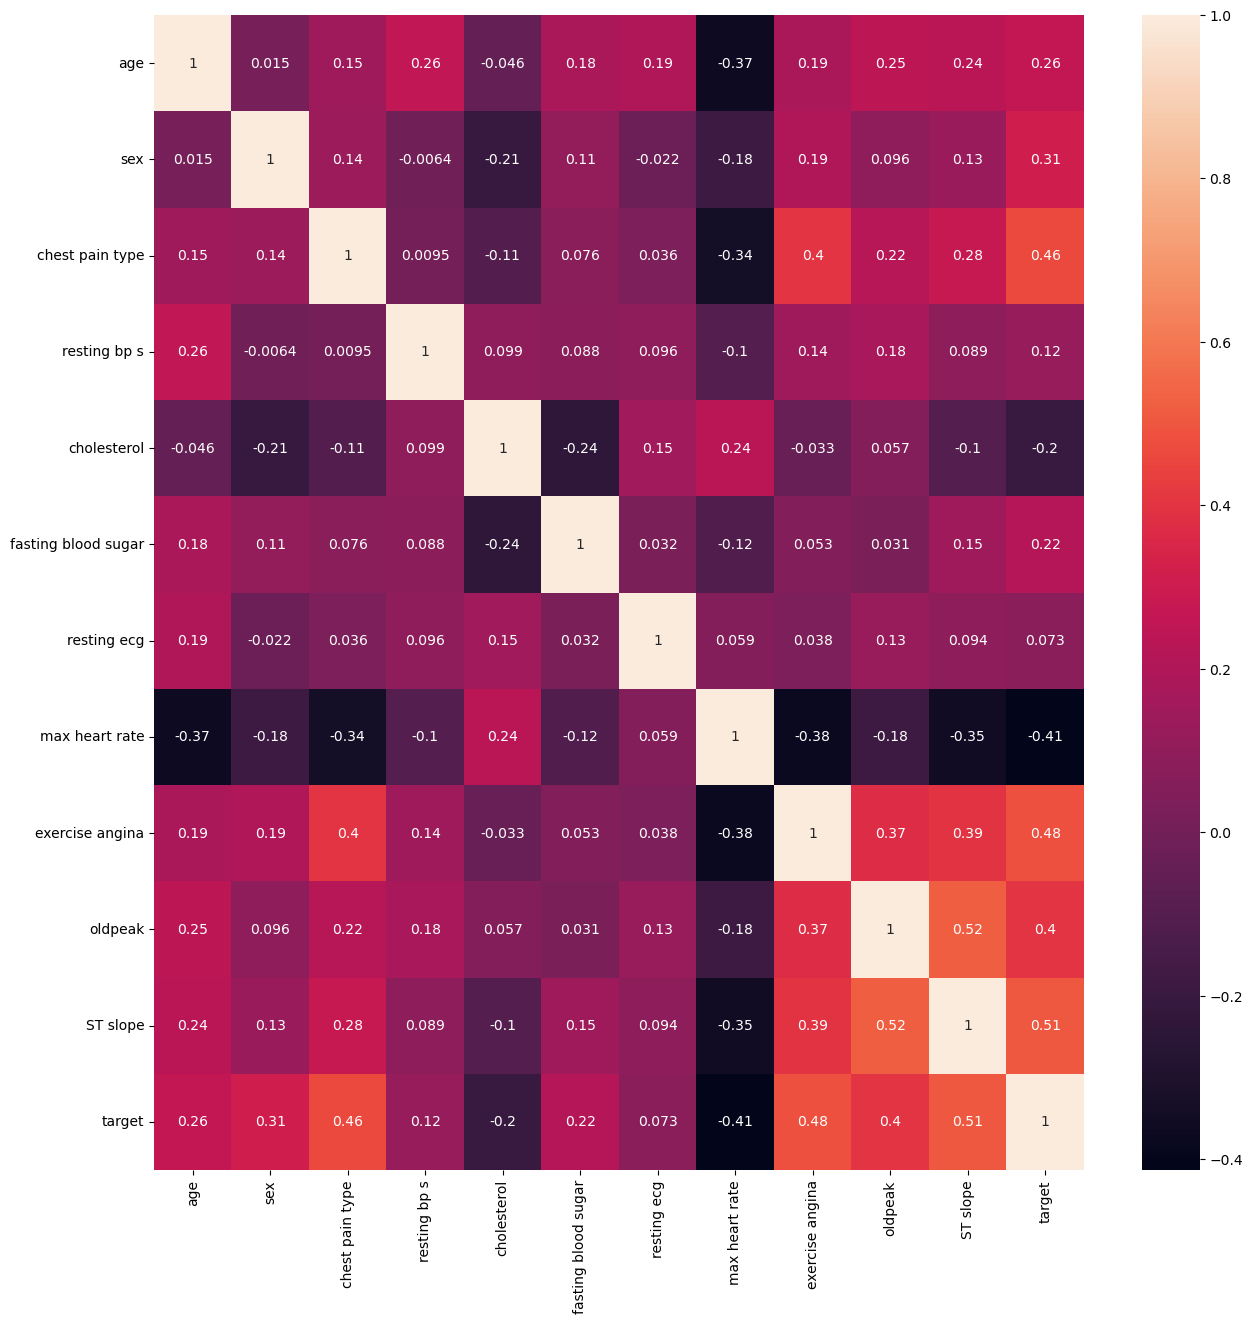 age 1 0.015 0.15 0.26 -0.046 0.18 0.19 -0.37 0.19 0.25 0.24 0.26
sex 0.015 1 0.14 -0.0064 -0.21 0.11 -0.022 -0.18 0.19 0.096 0.13 0.31
chest pain type 0.15 0.14 1 0.0095 -0.11 0.076 0.036 -0.34 0.4 0.22 0.28 0.46
resting bp s 0.26 -0.0064 0.0095 1 0.099 0.088 0.096 -0.1 0.14 0.18 0.089 0.12
cholesterol -0.046 -0.21 -0.11 0.099 1 -0.24 0.15 0.24 -0.033 0.057 -0.1 -0.2
fasting blood sugar 0.18 0.11 0.076 0.088 -0.24 1 0.032 -0.12 0.053 0.031 0.15 0.22
resting ecg 0.19 -0.022 0.036 0.096 0.15 0.032 1 0.059 0.038 0.13 0.094 0.073
max heart rate -0.37 -0.18 -0.34 -0.1 0.24 -0.12 0.059 1 -0.38 -0.18 -0.35 -0.41
exercise angina 0.19 0.19 0.4 0.14 -0.033 0.053 0.038 -0.38 1 0.37 0.39 0.48
oldpeak 0.25 0.096 0.22 0.18 0.057 0.031 0.13 -0.18 0.37 1 0.52 0.4
ST slope 0.24 0.13 0.28 0.089 -0.1 0.15 0.094 -0.35 0.39 0.52 1 0.51
target 0.26 0.31 0.46 0.12 -0.2 0.22 0.073 -0.41 0.48 0.4 0.51 1
age
sex
chest pain type
resting bp s
cholesterol
fasting blood sugar
resting ecg
max heart rate
exercise angina
oldpeak
ST slope
target
1.0
0.8
0.6
0.4
0.2
0.0
−0.2
−0.4